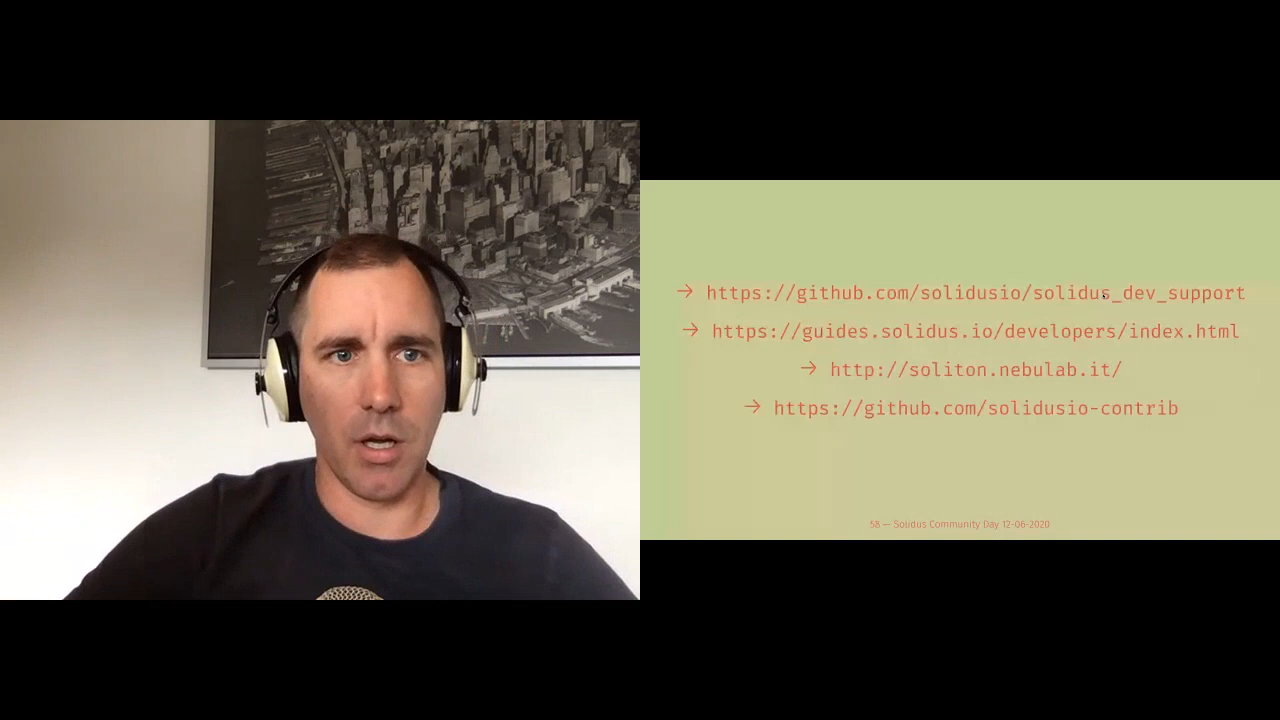 → https://github.com/solidusio/solidus_dev_support
→ https://guides.solidus.io/developers/index.html
→ http://soliton.nebulab.it/
→ https://github.com/solidusio-contrib
58 — Solidus Community Day 12-06-2020